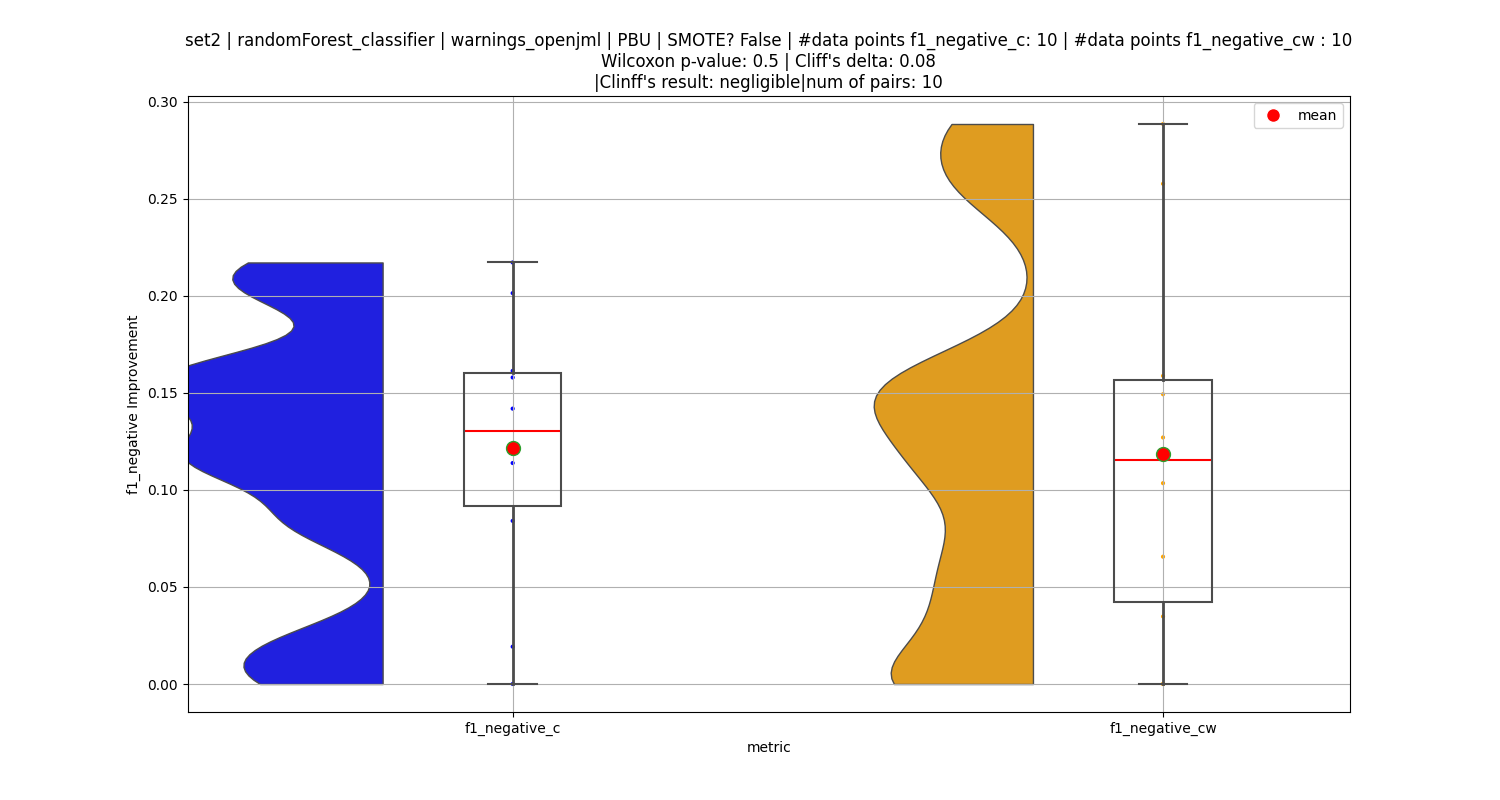 set2 | randomForest_classifier | warnings_openjml | PBU | SMOTE? False | #data points f1_negative_c: 10 | #data points f1_negative_cw : 10
Wilcoxon p-value: 0.5 | Cliff's delta: 0.08
|Clinff's result: negligible|num of pairs: 10
mean
0.30
0.25
0.20
0.15
0.10
0.05
0.00
f1_negative Improvement
f1_negative_c
f1_negative_cw
metric